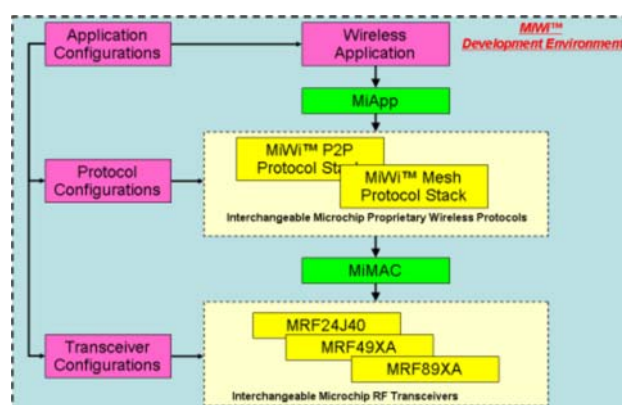 MiWi™
Development Environment
Application
Configurations
Wireless
Application
MiApp
Protocol
Configurations
MiWi™ P2P
Protocol Stack
MiWi™ Mesh
Protocol Stack
Interchangeable Microchip Proprietary Wireless Protocols
MiMAC
Transceiver
Configurations
MRF24J40
MRF49XA
MRF89XA
Interchangeable Microchip RF Transceivers